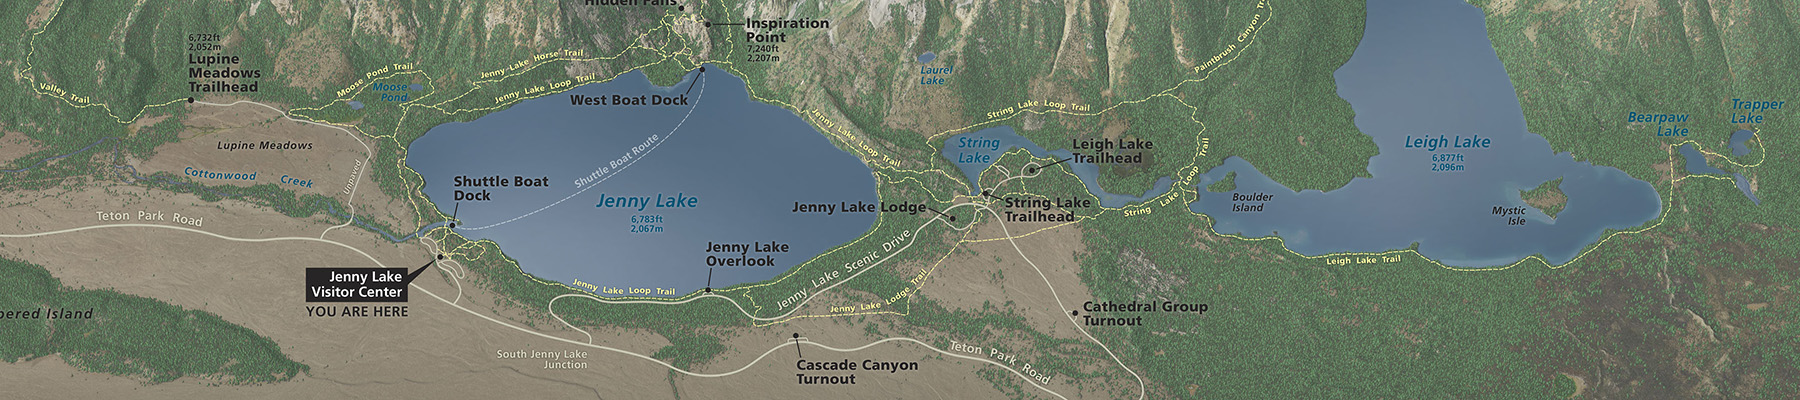 Hidden Falls
Inspiration
Point
7,240ft
2,207m
6,732ft
2,052m
Lupine
Meadows
Trailhead
Valley Trail
Moose Pond Trail
Moose
Pond
Jenny Lake Horse Trail
Jenny Lake Loop Trail
West Boat Dock
Laurel
Lake
Paintbrush Canyon
String Lake Loop Trail
Jenny Lake Loop Trail
String
Lake
Leigh Lake
Trailhead
Leigh Lake
6,877ft
2,096m
Bearpaw
Lake
Trapper
Lake
Lupine Meadows
Cottonwood Creek
Unpaved
Shuttle Boat Route
Shuttle Boat
Dock
Jenny Lake
6,783ft
2,067m
Jenny Lake Lodge
String Lake
Trailhead
String Lake Loop Trail
Boulder
Island
Mystic
Isle
Teton Park Road
Jenny Lake
Overlook
Jenny Lake Scenic Drive
Leigh Lake Trail
Jenny Lake
Visitor Center
YOU ARE HERE
Jenny Lake Loop Trail
Jenny Lake Lodge Trail
Cathedral Group
Turnout
pered Island
South Jenny Lake
Junction
Cascade Canyon
Turnout
Teton Park Road